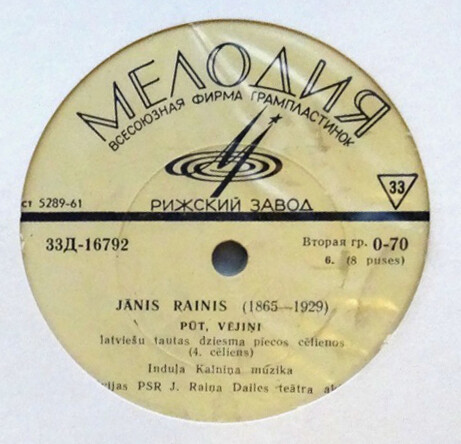 МЕЛОДИЯ
ВСЕСОЮЗНАЯ ФИРМА ГРАМПЛАСТИНОК
33
ст 5289-61
РИЖСКИЙ ЗАВОД
33Д-16792
Вторая гр. 0-70
6. (8 puses)
JĀNIS RAINIS (1865—1929)
PŪT, VĒJIŅI
latviešu tautas dziesma piecos cēlienos
(4. cēliens)
Induļa Kalniņa mūzika
PSR J. Raiņa Dailes teātra